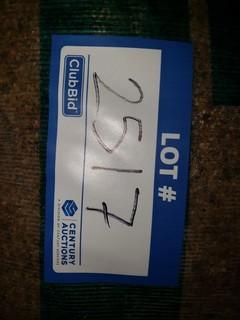 LOT #
2517
ClubBid
CENTURY
AUCTIONS